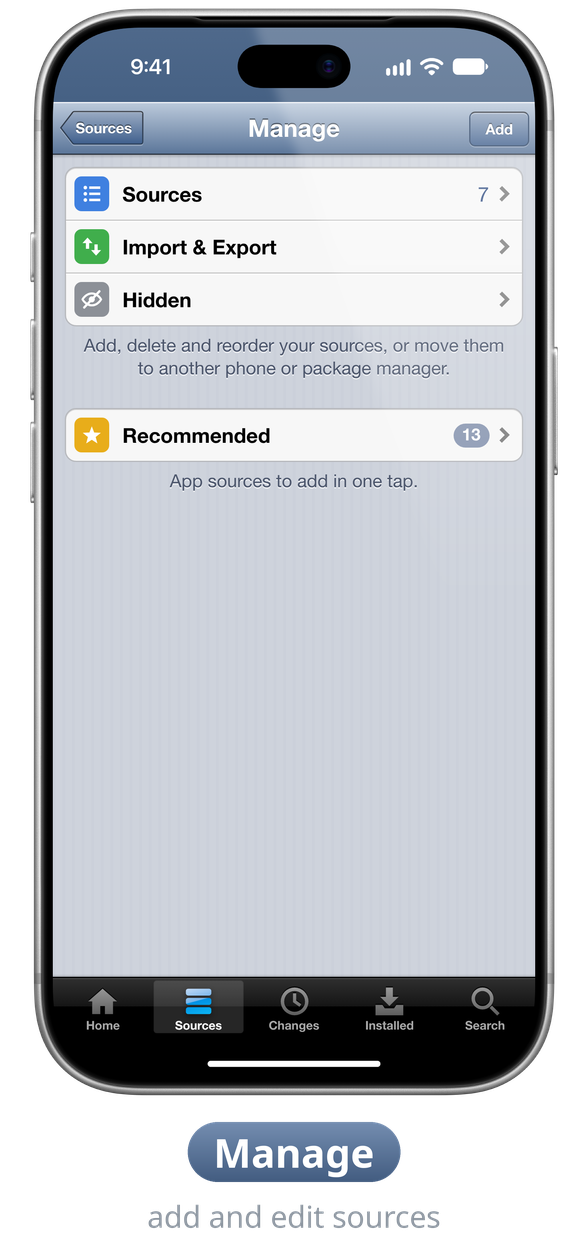 9:41
Sources
Manage
Add
Sources
7
Import & Export
Hidden
Add, delete and reorder your sources, or move them
to another phone or package manager.
Recommended
13
App sources to add in one tap.
Home
Sources
Changes
Installed
Search
Manage
add and edit sources